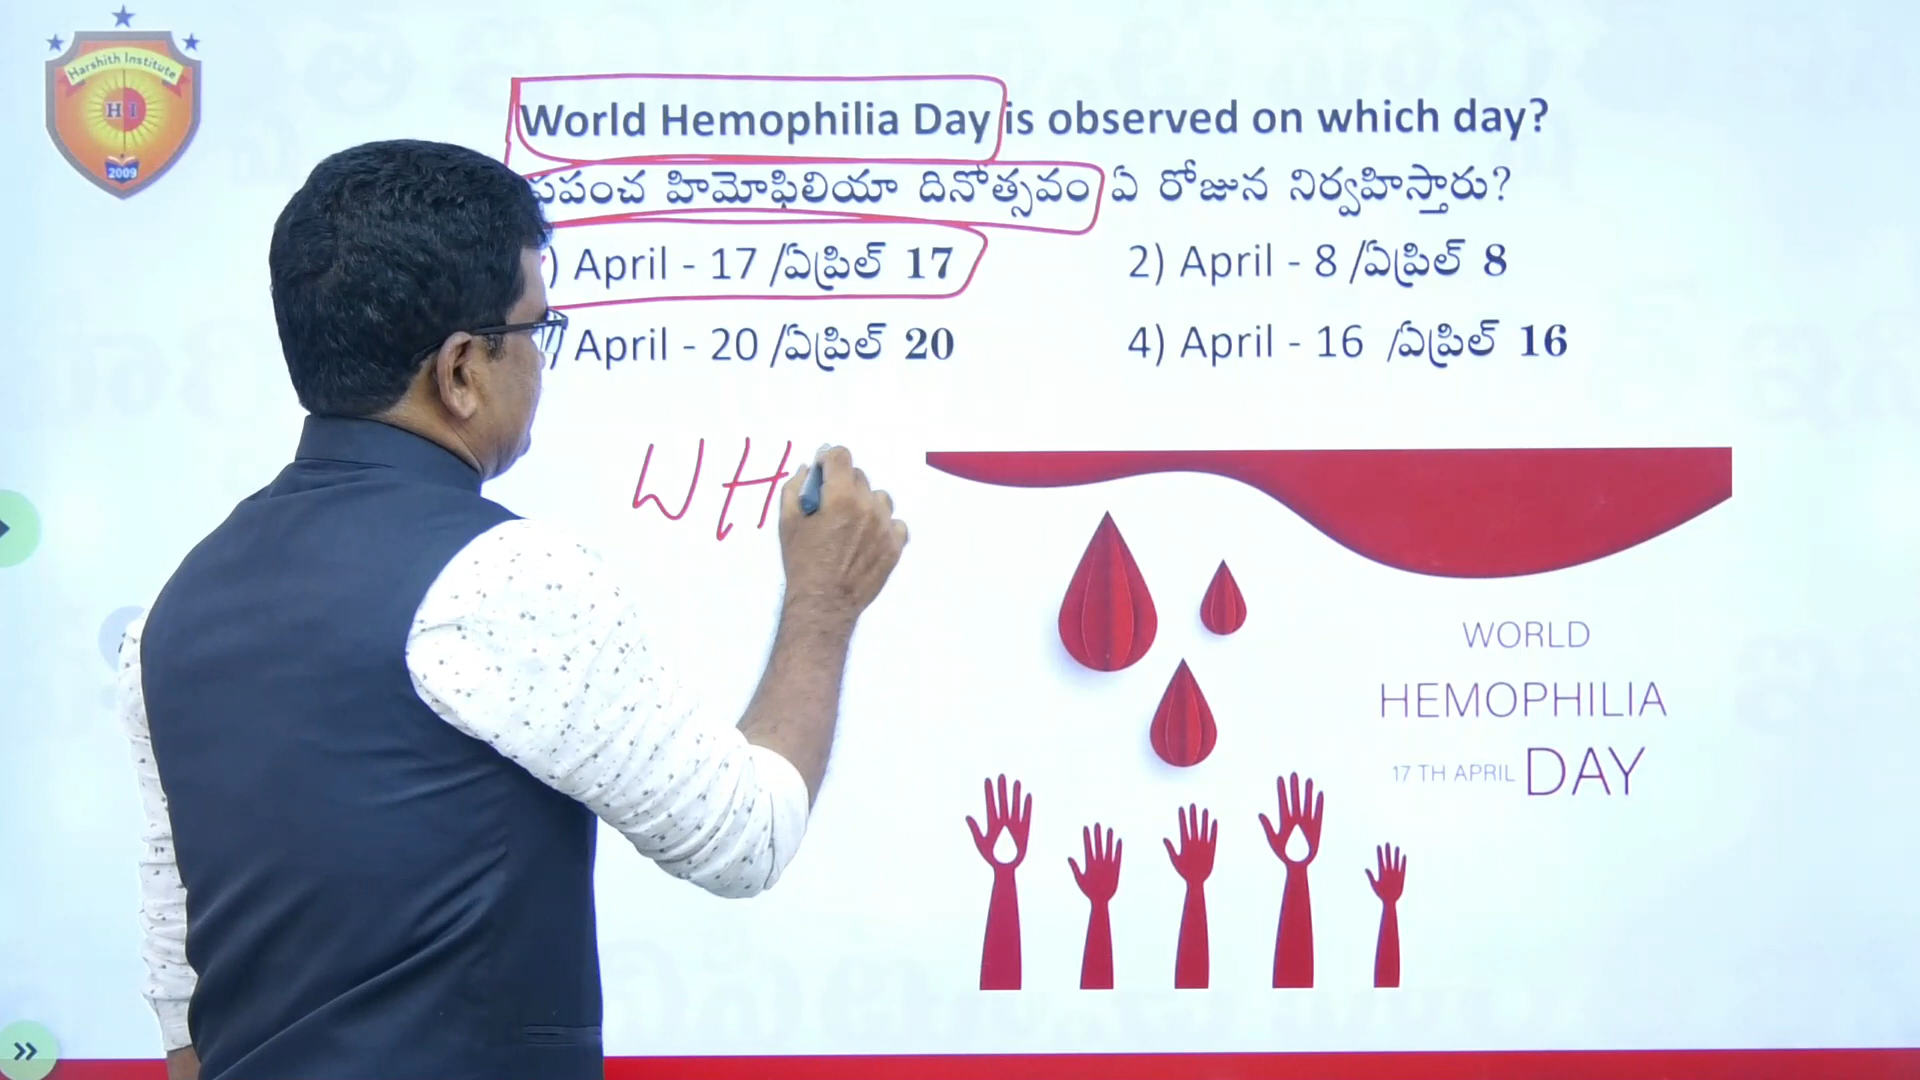 Harshith Institute
H I
2009
World Hemophilia Day is observed on which day?
హిమోఫిలియా దినోత్సవం ఏ రోజున నిర్వహిస్తారు?
) April - 17 /ఏప్రిల్ 17
2) April - 8 /ఏప్రిల్ 8
) April - 20 /ఏప్రిల్ 20
4) April - 16 /ఏప్రిల్ 16
WH
WORLD
HEMOPHILIA
17 TH APRIL DAY